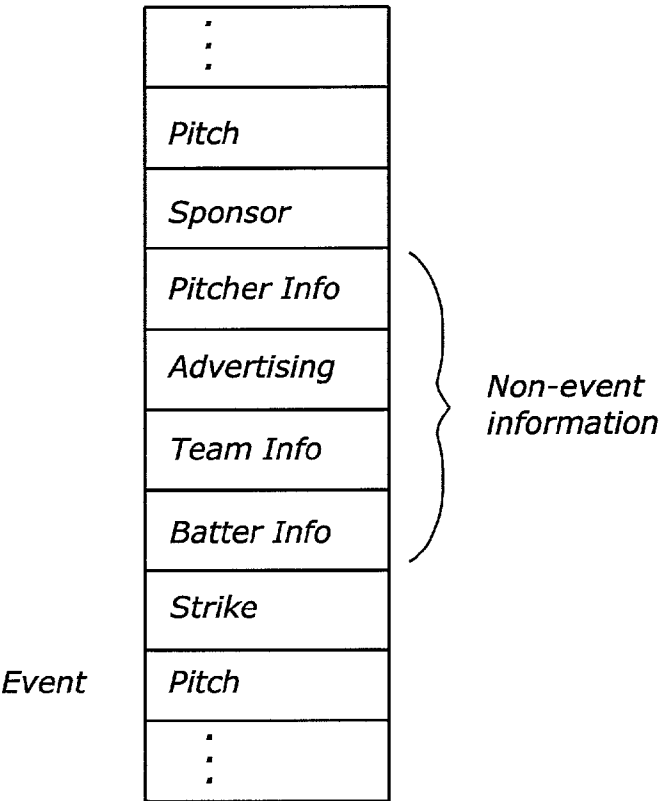 Pitch
Sponsor
Pitcher Info
Advertising
Team Info
Batter Info
Strike
Pitch
Non-event
information
Event